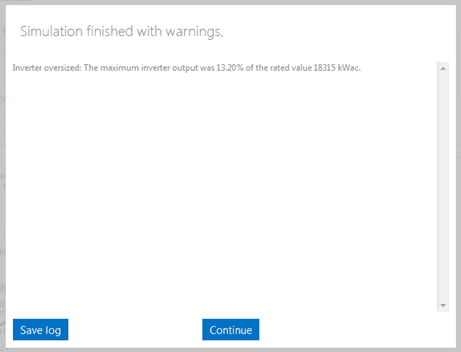 Simulation finished with warnings.
Inverter oversized: The maximum inverter output was 13.20% of the rated value 18315 kWac.
Save log
Continue